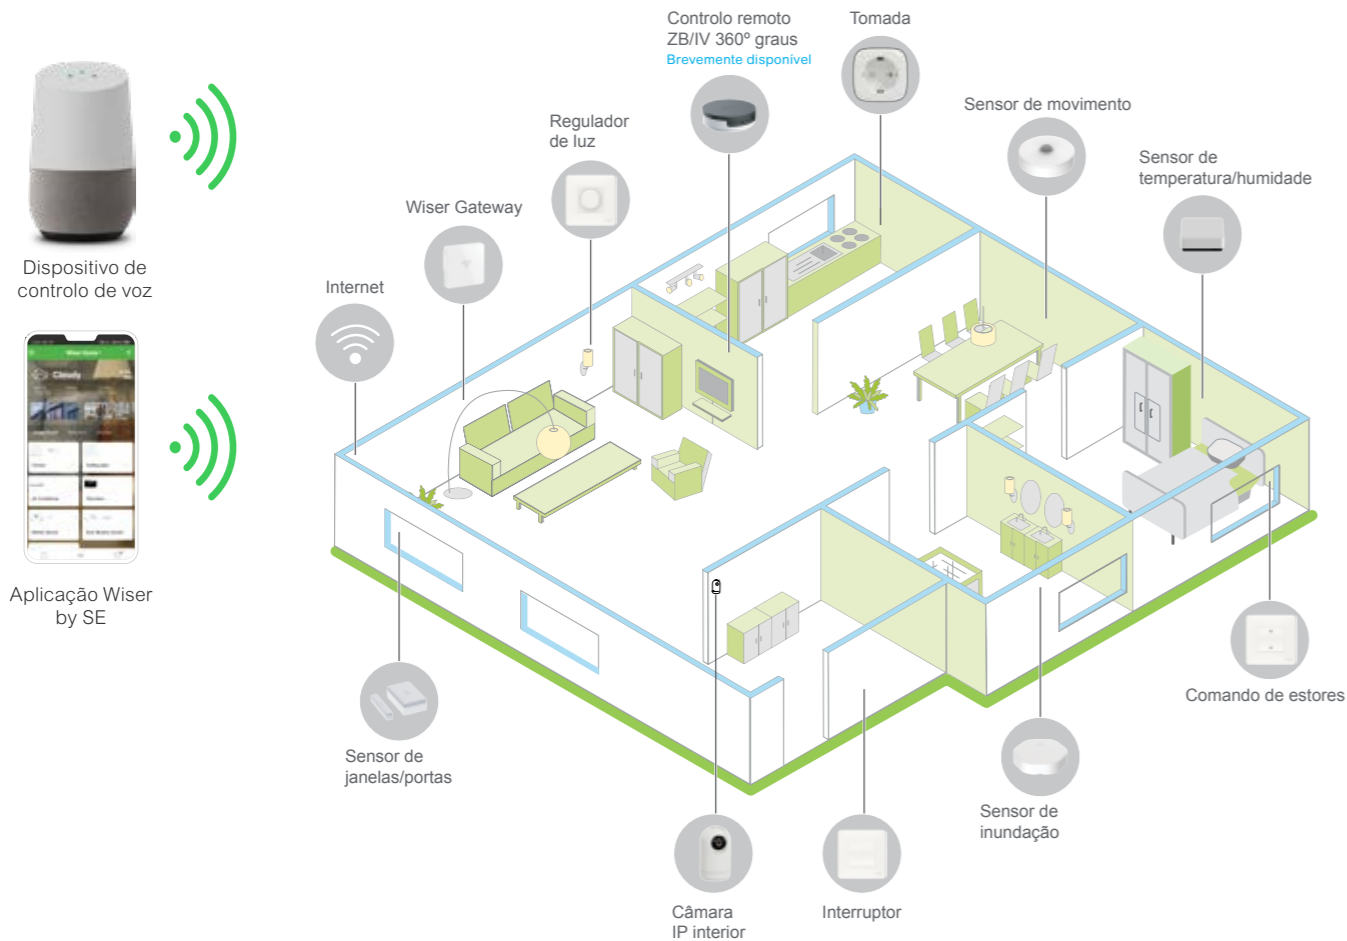 Controlo remoto
ZB/IV 360º graus
Brevemente disponível
Tomada
Sensor de movimento
Regulador
de luz
Sensor de
temperatura/humidade
Wiser Gateway
Dispositivo de
controlo de voz
Internet
Cloudy
Aplicação Wiser
by SE
Comando de estores
Sensor de
janelas/portas
Sensor de
inundação
Câmara
IP interior
Interruptor